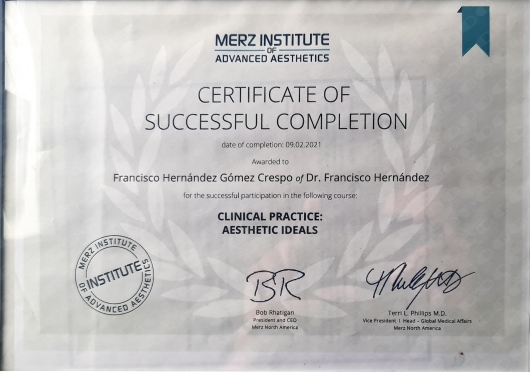 MERZ INSTITUTE
OF
ADVANCED AESTHETICS
CERTIFICATE OF
SUCCESSFUL COMPLETION
date of completion: 09.02.2021
Awarded to
Francisco Hernández Gómez Crespo of Dr. Francisco Hernández
for the successful participation in the following course:
CLINICAL PRACTICE:
AESTHETIC IDEALS
MERZ INSTITUTE
INSTITUTE
OF ADVANCED AESTHETICS
BR
Bob Rhatigan
President and CEO
Merz North America
Terri L. Phillips M.D.
Vice President I Head - Global Medical Affairs
Merz North America